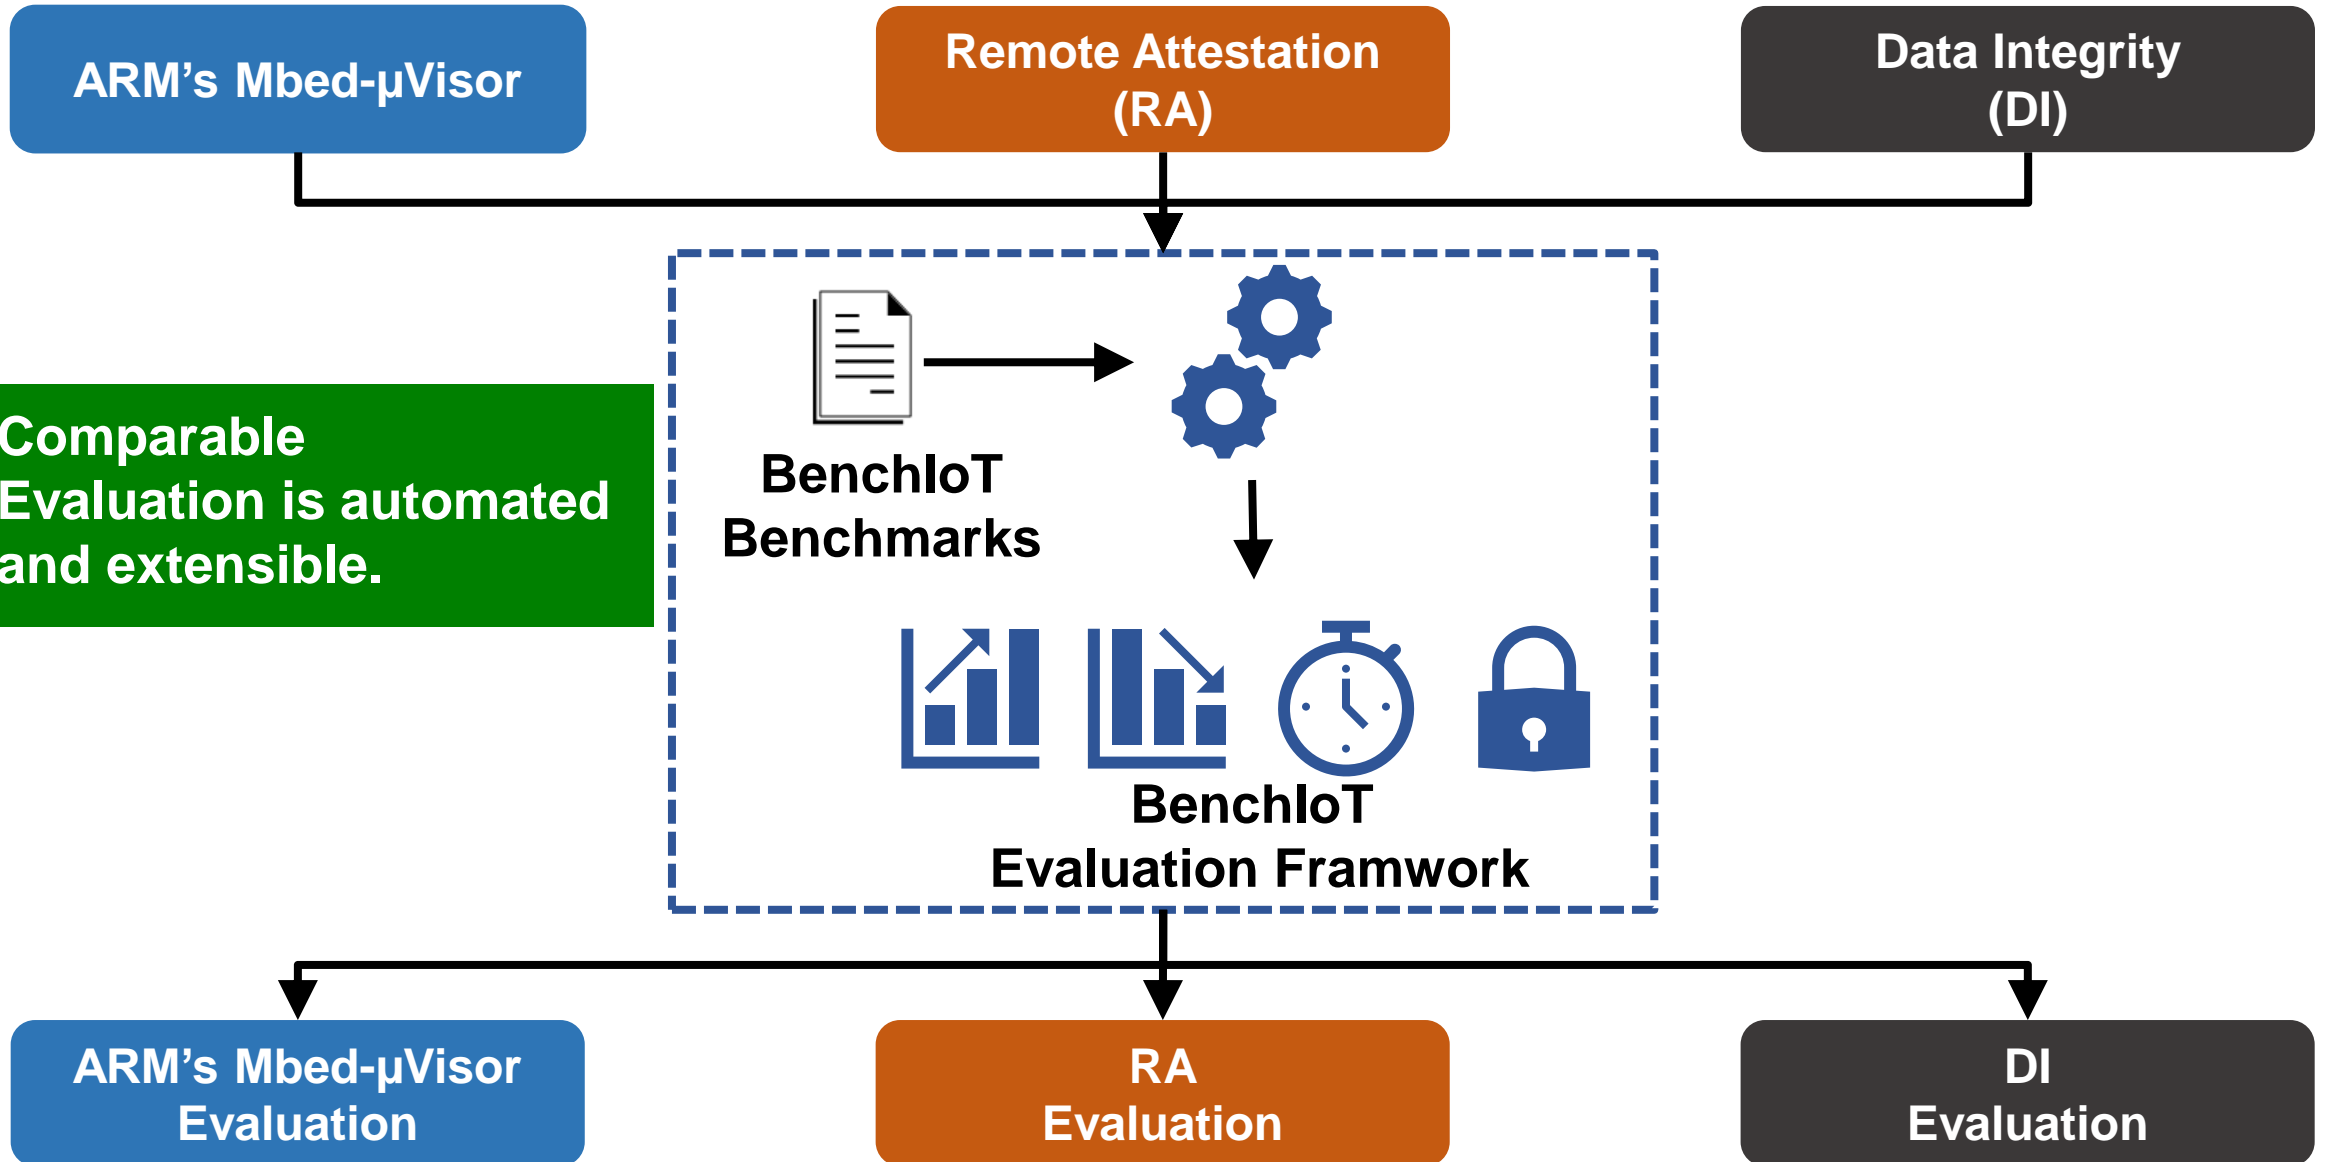 ARM’s Mbed-µVisor
Remote Attestation
(RA)
Data Integrity
(DI)
Comparable
Evaluation is automated
and extensible.
BenchIoT
Benchmarks
BenchIoT
Evaluation Framwork
ARM’s Mbed-µVisor
Evaluation
RA
Evaluation
DI
Evaluation